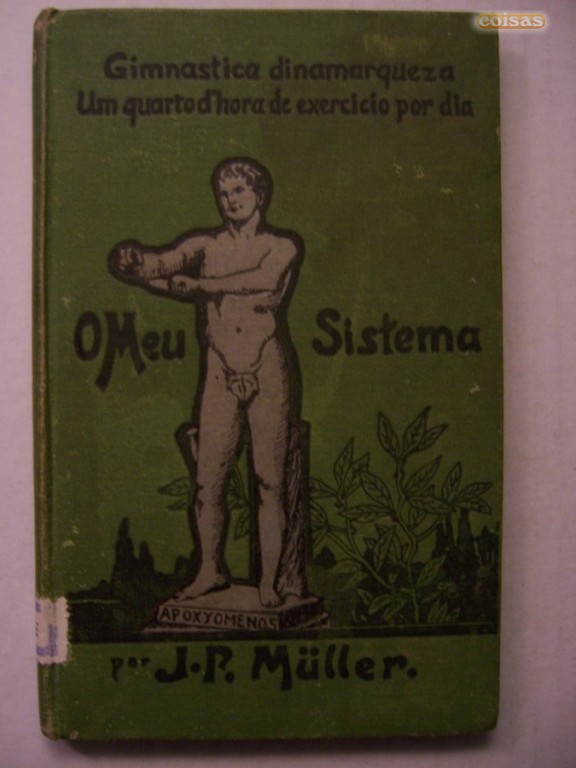 coisas
Gimnastica dinamarqueza
Um quarto d'hora de exercicio por dia
O Meu Sistema
APOXYOMENOS
por J. P. Müller.